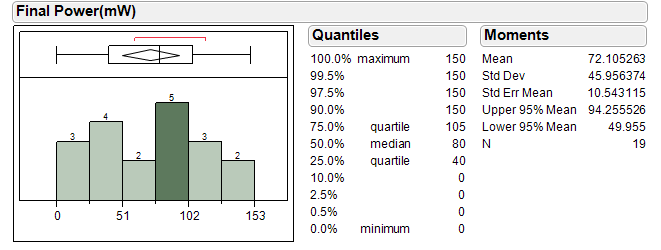 Final Power(mW)
5
4
3
3
2
2
0 51 102 153
Quantiles
100.0% maximum 150
99.5% 150
97.5% 150
90.0% 150
75.0% quartile 105
50.0% median 80
25.0% quartile 40
10.0% 0
2.5% 0
0.5% 0
0.0% minimum 0
Moments
Mean 72.105263
Std Dev 45.956374
Std Err Mean 10.543115
Upper 95% Mean 94.255526
Lower 95% Mean 49.955
N 19